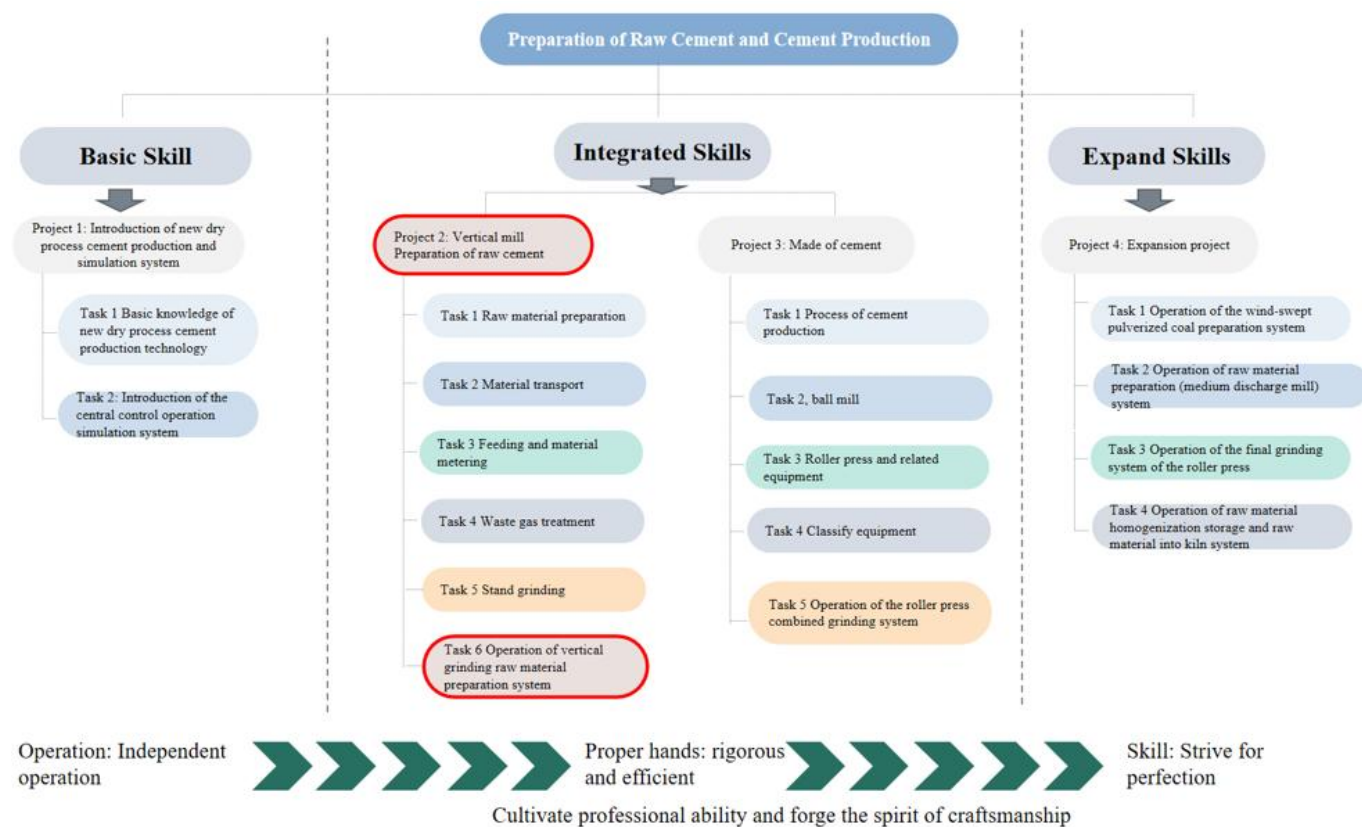 Preparation of Raw Cement and Cement Production
Basic Skill
Integrated Skills
Expand Skills
Project 1: Introduction of new dry
process cement production and
simulation system
Task 1 Basic knowledge of
new dry process cement
production technology
Task 2: Introduction of the
central control operation
simulation system
Project 2: Vertical mill
Preparation of raw cement
Task 1 Raw material preparation
Task 2 Material transport
Task 3 Feeding and material
metering
Task 4 Waste gas treatment
Task 5 Stand grinding
Task 6 Operation of vertical
grinding raw material
preparation system
Project 3: Made of cement
Task 1 Process of cement
production
Task 2, ball mill
Task 3 Roller press and related
equipment
Task 4 Classify equipment
Task 5 Operation of the roller press
combined grinding system
Project 4: Expansion project
Task 1 Operation of the wind-swept
pulverized coal preparation system
Task 2 Operation of raw material
preparation (medium discharge mill)
system
Task 3 Operation of the final grinding
system of the roller press
Task 4 Operation of raw material
homogenization storage and raw
material into kiln system
Operation: Independent
operation
Proper hands: rigorous
and efficient
Skill: Strive for
perfection
Cultivate professional ability and forge the spirit of craftsmanship